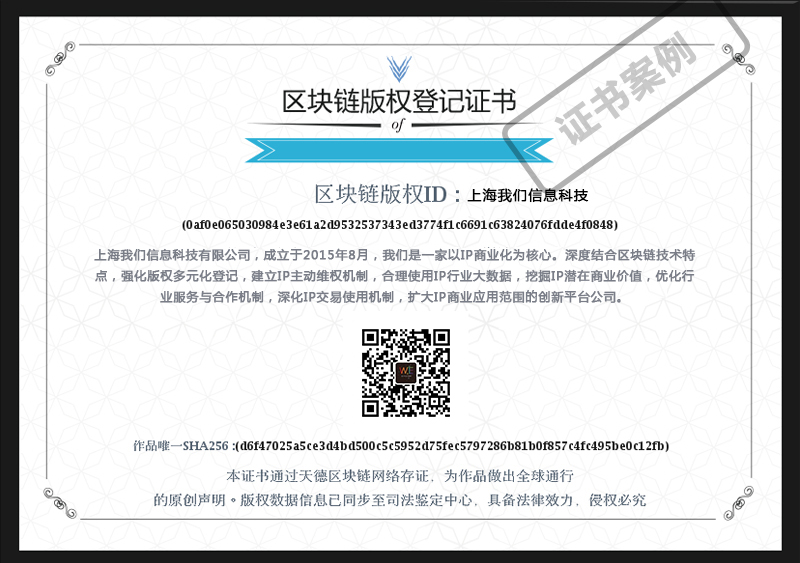 证书案例
区块链版权登记证书
of
区块链版权ID：上海我们信息科技
(0af0e065030984e3e61a2d9532537343ed3774f1c6691c63824076fdde4f0848)
上海我们信息科技有限公司，成立于2015年8月，我们是一家以IP商业化为核心。深度结合区块链技术特
点，强化版权多元化登记，建立IP主动维权机制，合理使用IP行业大数据，挖掘IP潜在商业价值，优化行
业服务与合作机制，深化IP交易使用机制，扩大IP商业应用范围的创新平台公司。
作品唯一SHA256 :(d6f47025a5ce3d4bd500c5c5952d75fec5797286b81b0f857c4fc495be0c12fb)
本证书通过天德区块链网络存证，为作品做出全球通行
的原创声明。版权数据信息已同步至司法鉴定中心，具备法律效力，侵权必究